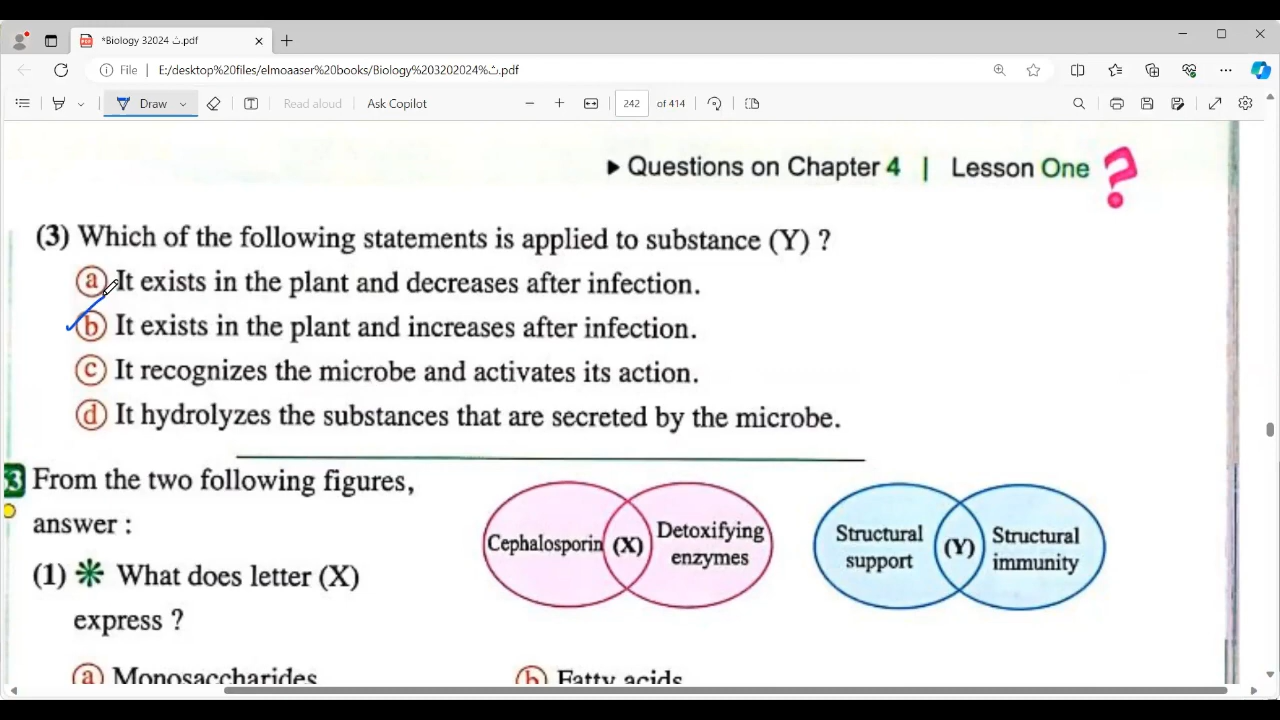 *Biology 32024 ث.pdf
File
E:/desktop%20files/elmoaaser%20books/Biology%203202024%ث.pdf
Draw
Read aloud
Ask Copilot
242
of 414
▶ Questions on Chapter 4 | Lesson One ?
(3) Which of the following statements is applied to substance (Y) ?
a It exists in the plant and decreases after infection.
b It exists in the plant and increases after infection.
c It recognizes the microbe and activates its action.
d It hydrolyzes the substances that are secreted by the microbe.
3 From the two following figures,
answer :
Cephalosporin (X) Detoxifying
enzymes
Structural
support (Y) Structural
immunity
(1) ✳ What does letter (X)
express ?
a Monosaccharides
b Fatty acids